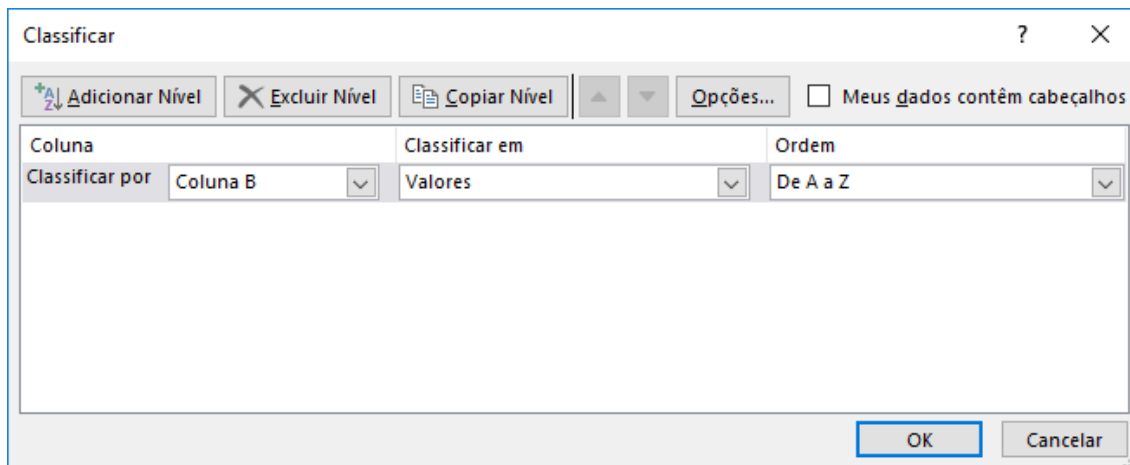 Classificar
Adicionar Nível Excluir Nível Copiar Nível Opções... Meus dados contêm cabeçalhos
Coluna Classificar em Ordem
Classificar por Coluna B Valores De A a Z
OK Cancelar